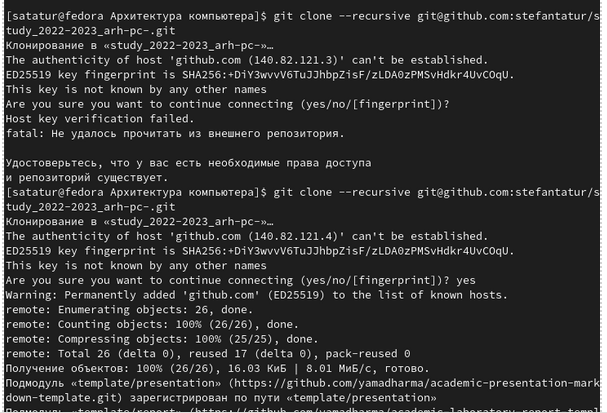 [satatur@fedora Архитектура компьютера]$ git clone --recursive git@github.com:stefantatur/s
tudy_2022-2023_arh-pc-.git
Клонирование в «study_2022-2023_arh-pc-»…
The authenticity of host 'github.com (140.82.121.3)' can't be established.
ED25519 key fingerprint is SHA256:+DiY3wvvV6TuJJhbpZisF/zLDA0zPMSvHdkr4UvCOqU.
This key is not known by any other names
Are you sure you want to continue connecting (yes/no/[fingerprint])?
Host key verification failed.
fatal: Не удалось прочитать из внешнего репозитория.

Удостоверьтесь, что у вас есть необходимые права доступа
и репозиторий существует.
[satatur@fedora Архитектура компьютера]$ git clone --recursive git@github.com:stefantatur/s
tudy_2022-2023_arh-pc-.git
Клонирование в «study_2022-2023_arh-pc-»…
The authenticity of host 'github.com (140.82.121.4)' can't be established.
ED25519 key fingerprint is SHA256:+DiY3wvvV6TuJJhbpZisF/zLDA0zPMSvHdkr4UvCOqU.
This key is not known by any other names
Are you sure you want to continue connecting (yes/no/[fingerprint])? yes
Warning: Permanently added 'github.com' (ED25519) to the list of known hosts.
remote: Enumerating objects: 26, done.
remote: Counting objects: 100% (26/26), done.
remote: Compressing objects: 100% (25/25), done.
remote: Total 26 (delta 0), reused 17 (delta 0), pack-reused 0
Получение объектов: 100% (26/26), 16.03 КиБ | 8.01 МиБ/с, готово.
Подмодуль «template/presentation» (https://github.com/yamadharma/academic-presentation-mark
down-template.git) зарегистрирован по пути «template/presentation»
Подмодуль «template/report» (https://github.com/yamadharma/academic-laboratory-report-templ